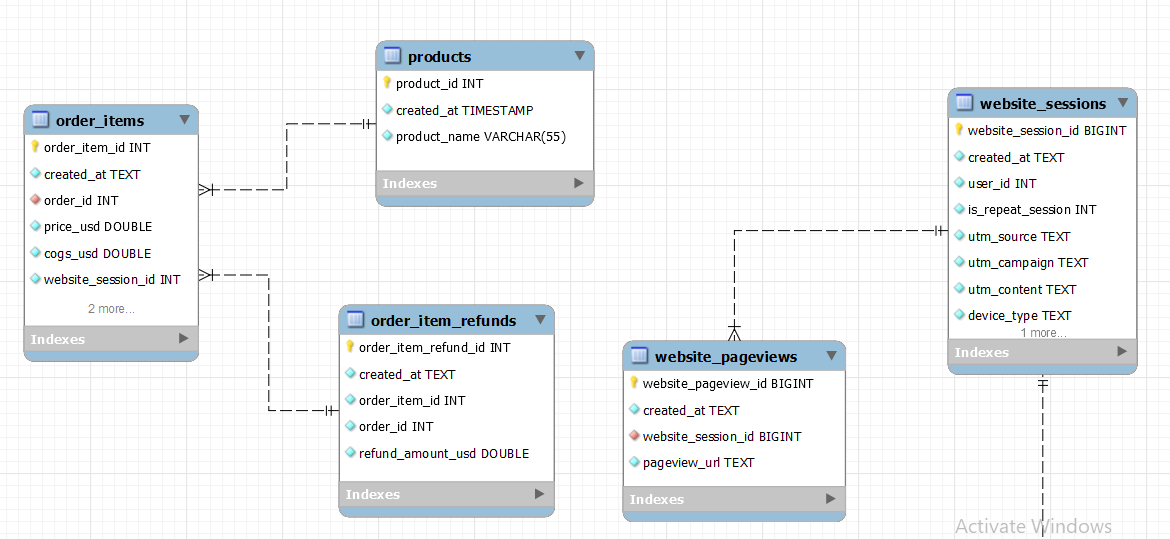 products
product_id INT
created_at TIMESTAMP
product_name VARCHAR(55)
Indexes
order_items
order_item_id INT
created_at TEXT
order_id INT
price_usd DOUBLE
cogs_usd DOUBLE
website_session_id INT
2 more...
Indexes
order_item_refunds
order_item_refund_id INT
created_at TEXT
order_item_id INT
order_id INT
refund_amount_usd DOUBLE
Indexes
website_pageviews
website_pageview_id BIGINT
created_at TEXT
website_session_id BIGINT
pageview_url TEXT
Indexes
website_sessions
website_session_id BIGINT
created_at TEXT
user_id INT
is_repeat_session INT
utm_source TEXT
utm_campaign TEXT
utm_content TEXT
device_type TEXT
1 more...
Indexes
Activate Windows